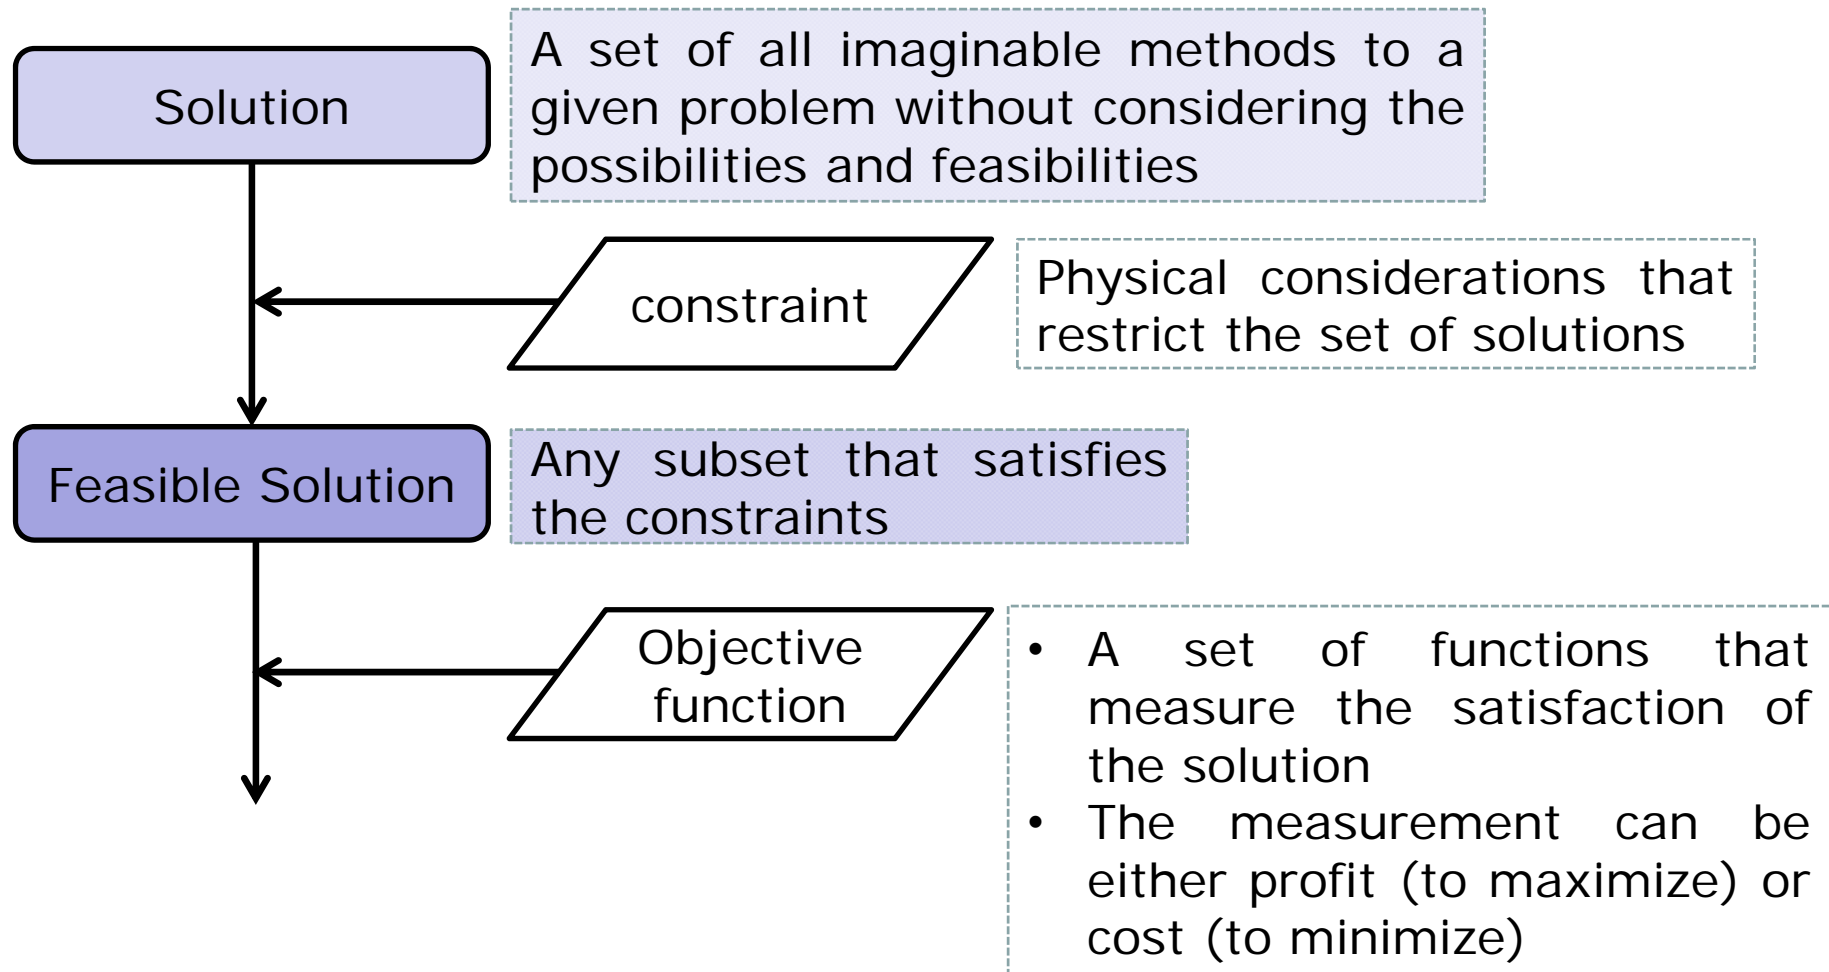 Solution
A set of all imaginable methods to a
given problem without considering the
possibilities and feasibilities
constraint
Physical considerations that
restrict the set of solutions
Feasible Solution
Any subset that satisfies
the constraints
Objective
function
• A set of functions that
measure the satisfaction of
the solution
• The measurement can be
either profit (to maximize) or
cost (to minimize)